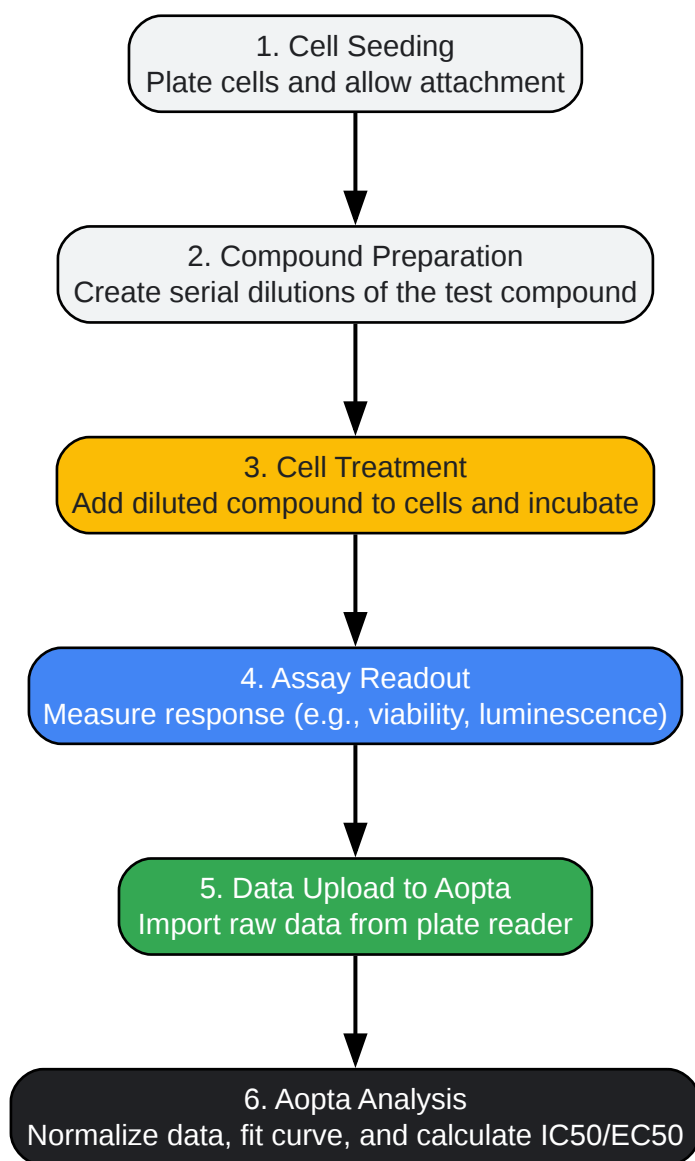 1. Cell Seeding
Plate cells and allow attachment
2. Compound Preparation
Create serial dilutions of the test compound
3. Cell Treatment
Add diluted compound to cells and incubate
4. Assay Readout
Measure response (e.g., viability, luminescence)
5. Data Upload to Aopta
Import raw data from plate reader
6. Aopta Analysis
Normalize data, fit curve, and calculate IC50/EC50